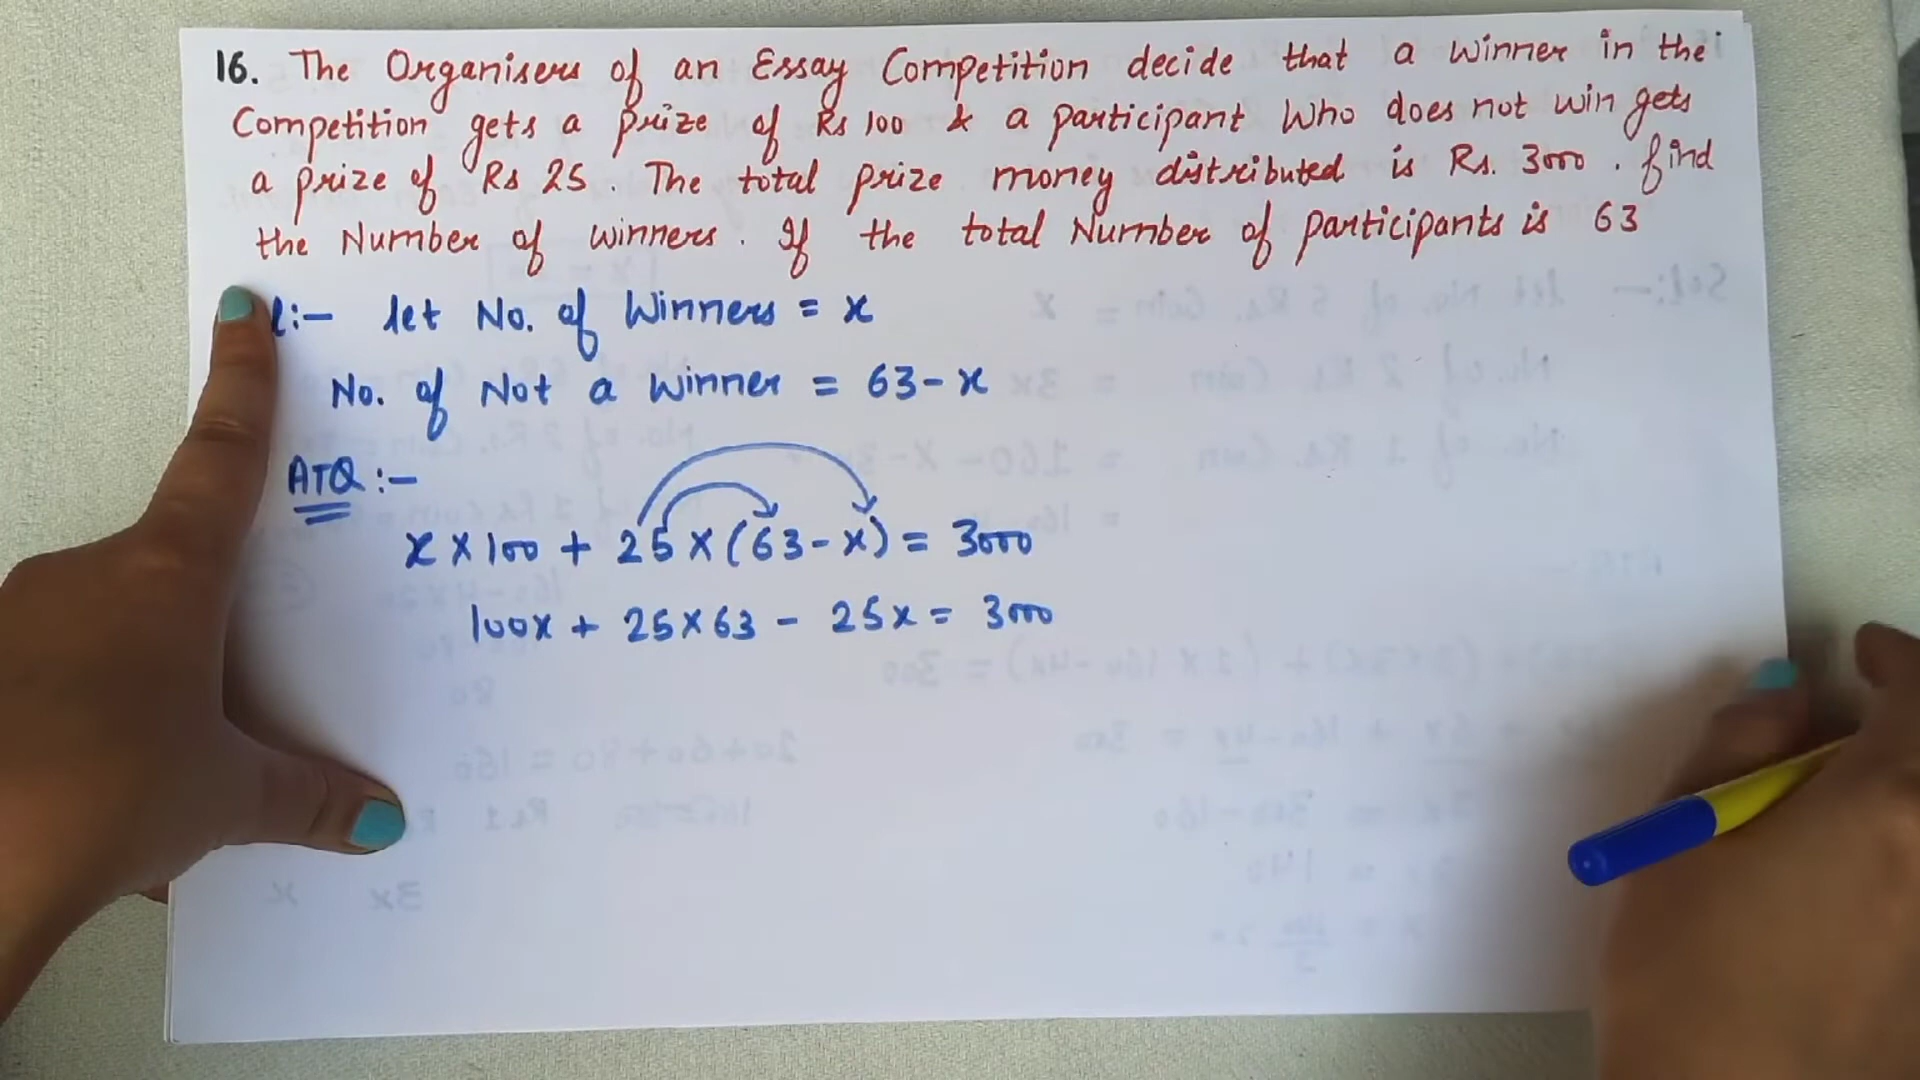 16. The Organisers of an Essay Competition decide that a winner in the
Competition gets a prize of Rs 100 & a participant Who does not win gets
a prize of Rs 25. The total prize money distributed is Rs. 3000. find
the Number of winners. If the total Number of participants is 63
l:- let No. of Winners = x
No. of Not a winner = 63-x
ATQ:-
x × 100 + 25 × (63-x) = 3000
100x + 25×63 - 25x = 3000